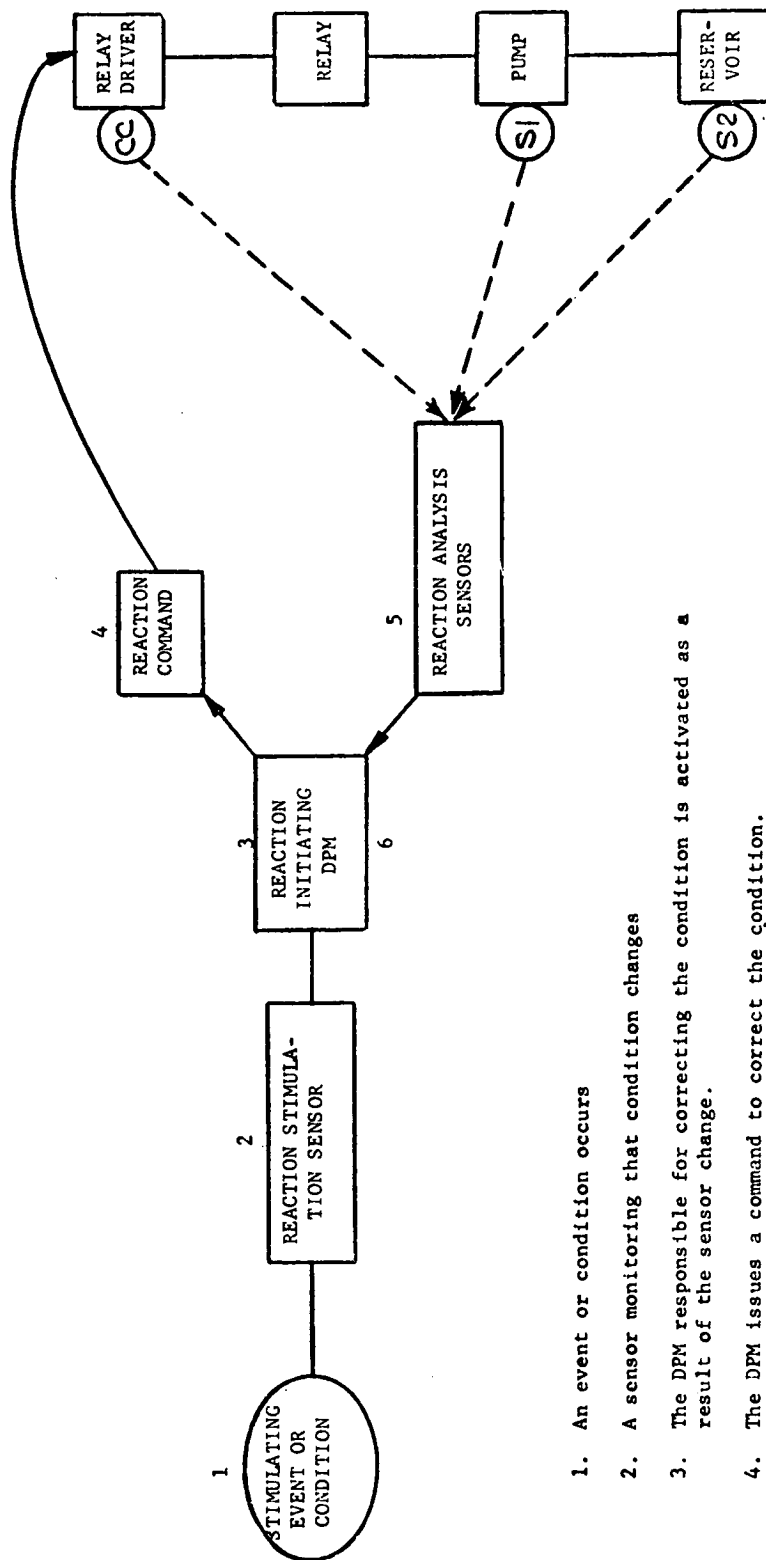 1
STIMULATING
EVENT OR
CONDITION
2
REACTION STIMULA-
TION SENSOR
3
REACTION
INITIATING
DPM
6
4
REACTION
COMMAND
5
REACTION ANALYSIS
SENSORS
RELAY
DRIVER
CC
RELAY
PUMP
S1
RESER-
VOIR
S2
1. An event or condition occurs
2. A sensor monitoring that condition changes
3. The DPM responsible for correcting the condition is activated as a
result of the sensor change.
4. The DPM issues a command to correct the condition.